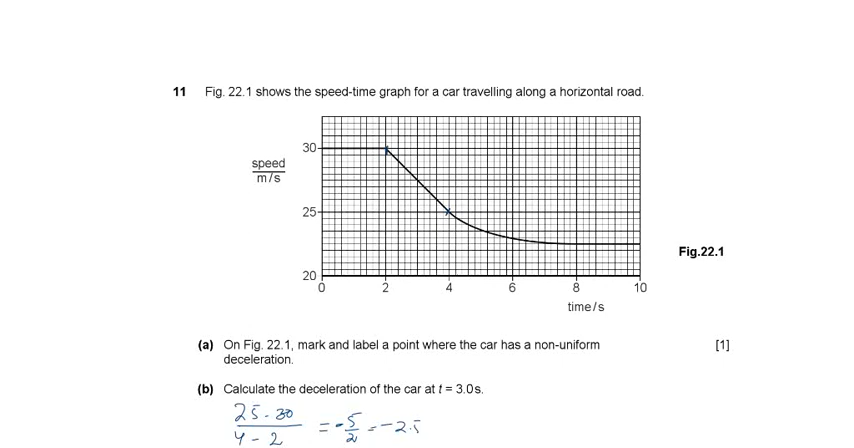 11 Fig. 22.1 shows the speed-time graph for a car travelling along a horizontal road.
30
speed
m / s
25
20
0 2 4 6 8 10
time / s
Fig.22.1
(a) On Fig. 22.1, mark and label a point where the car has a non-uniform [1]
deceleration.
(b) Calculate the deceleration of the car at t = 3.0 s.
25 - 30
4 - 2
= -5
2
= -2.5